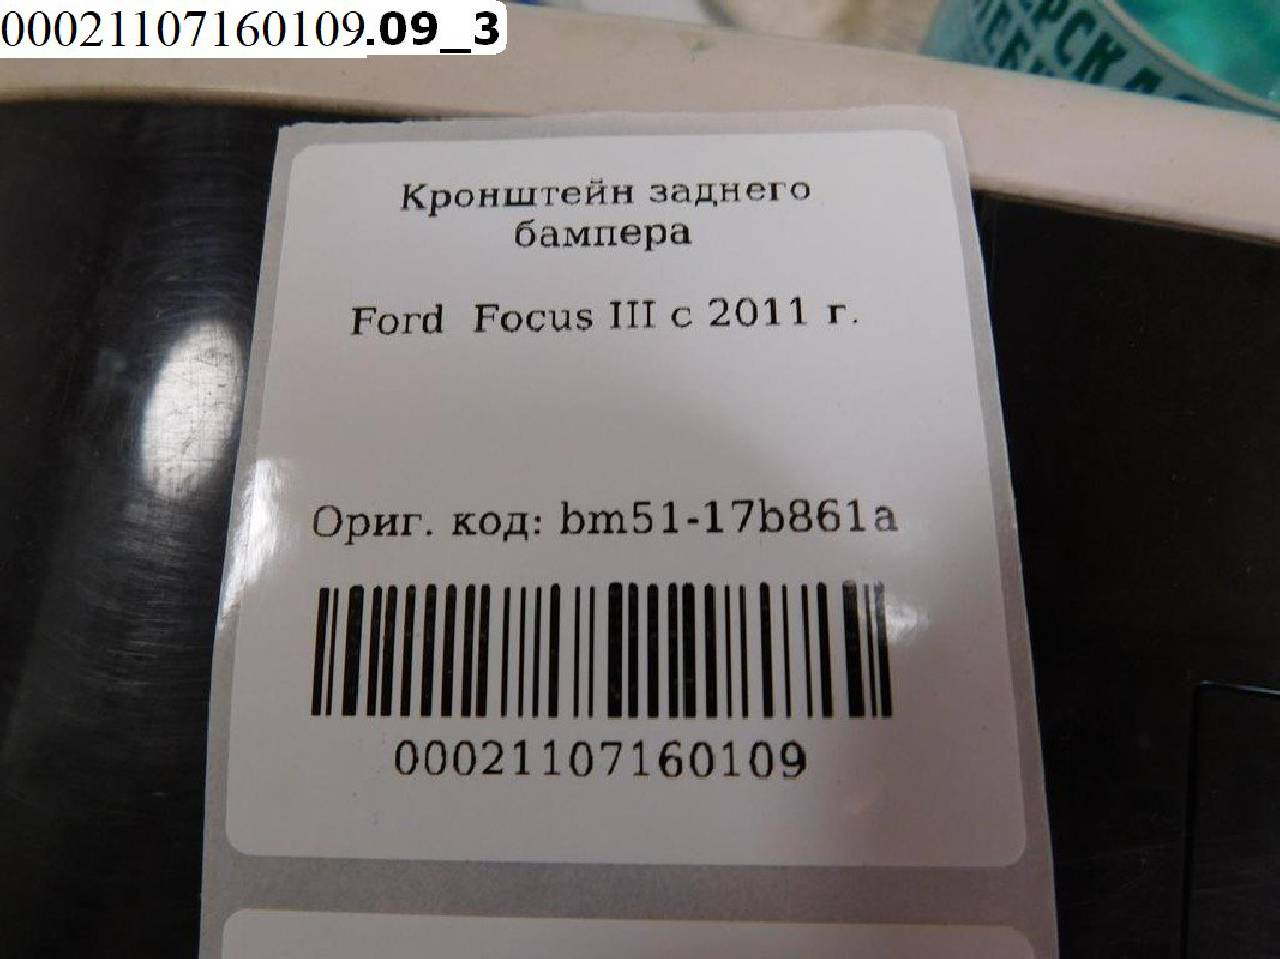 00021107160109.09_3
Кронштейн заднего
бампера
Ford Focus III с 2011 г.
Ориг. код: bm51-17b861a
00021107160109